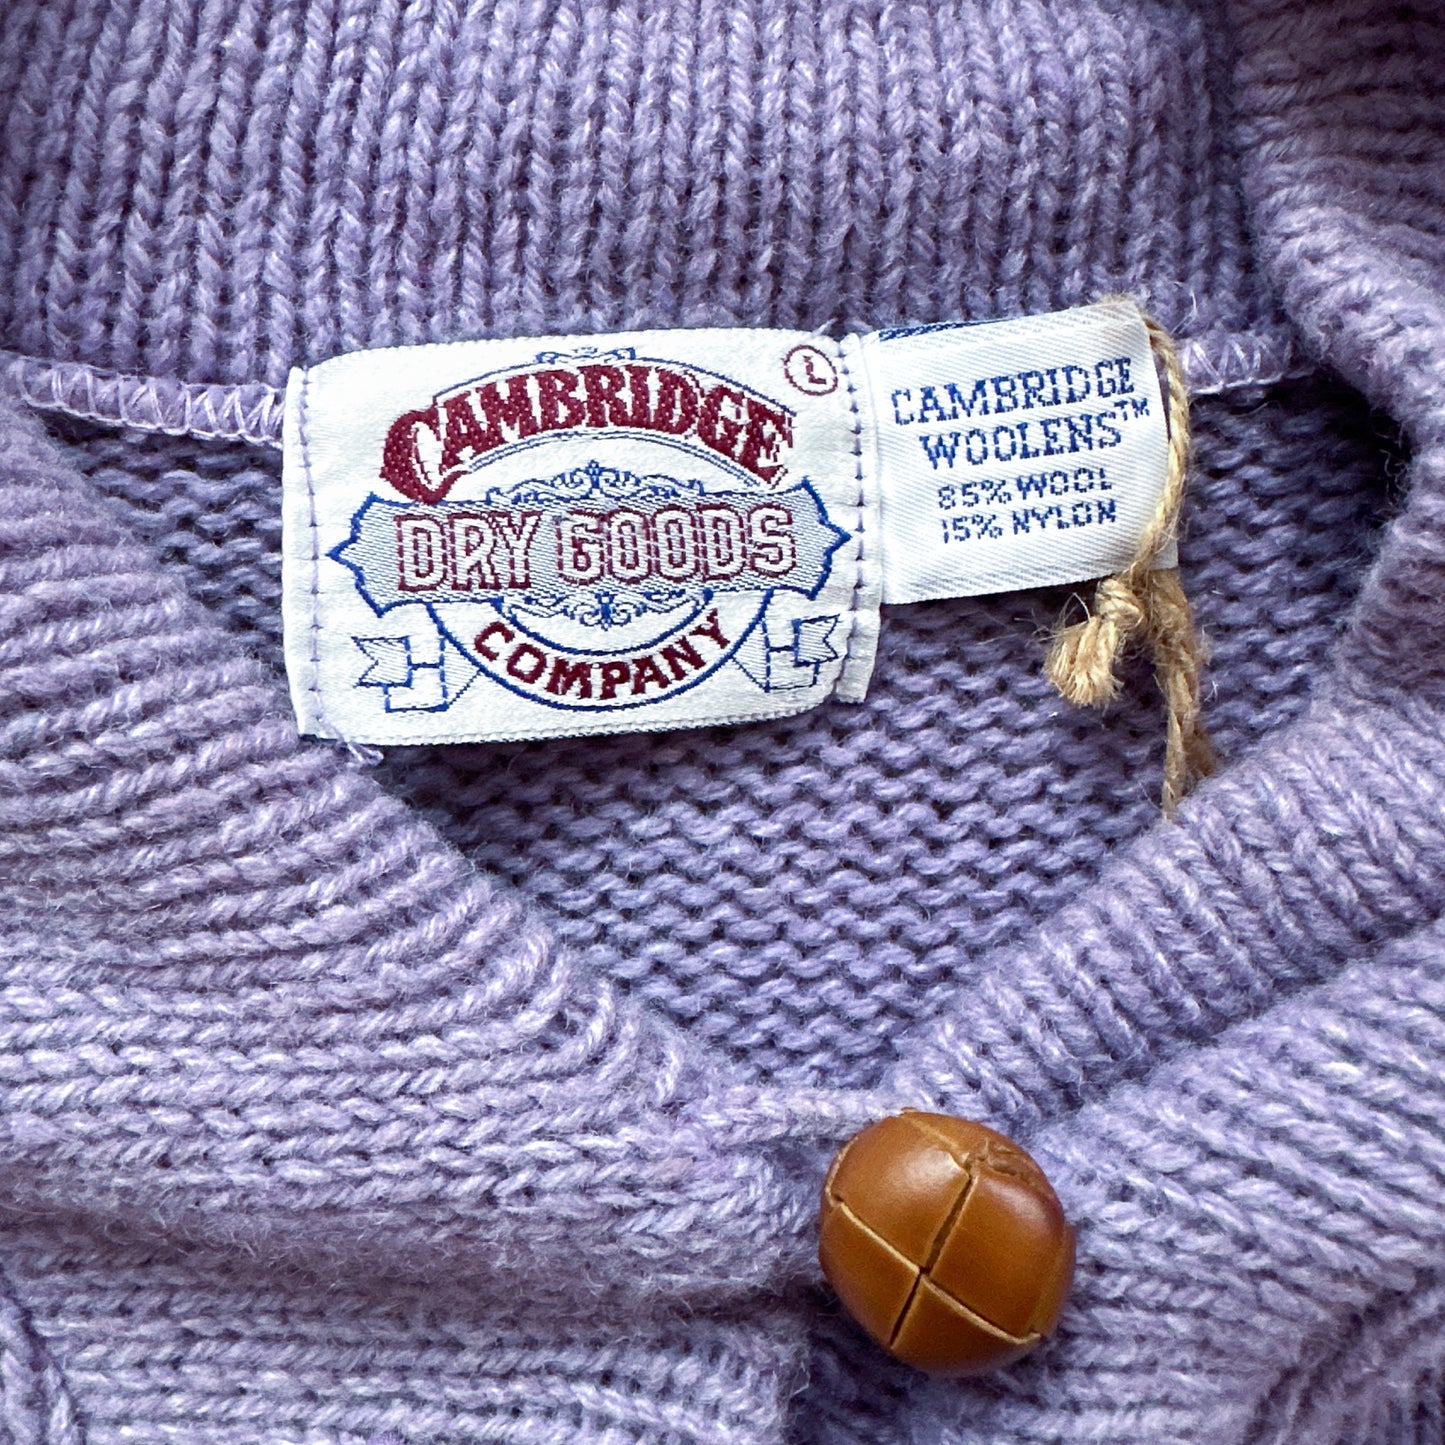 L
CAMBRIDGE
DRY GOODS
COMPANY
CAMBRIDGE
WOOLENS™
85% WOOL
15% NYLON